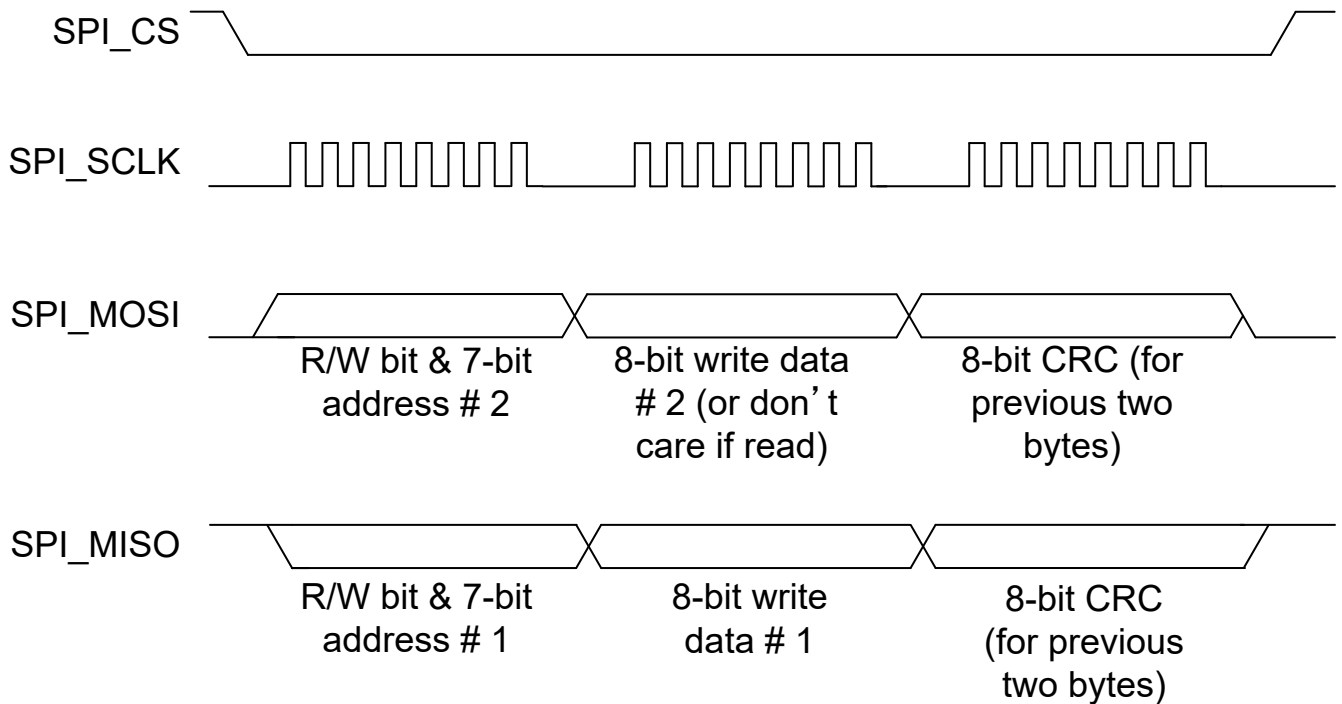 SPI_CS
SPI_SCLK
SPI_MOSI
R/W bit & 7-bit
address # 2
8-bit write data
# 2 (or don’t
care if read)
8-bit CRC (for
previous two
bytes)
SPI_MISO
R/W bit & 7-bit
address # 1
8-bit write
data # 1
8-bit CRC
(for previous
two bytes)